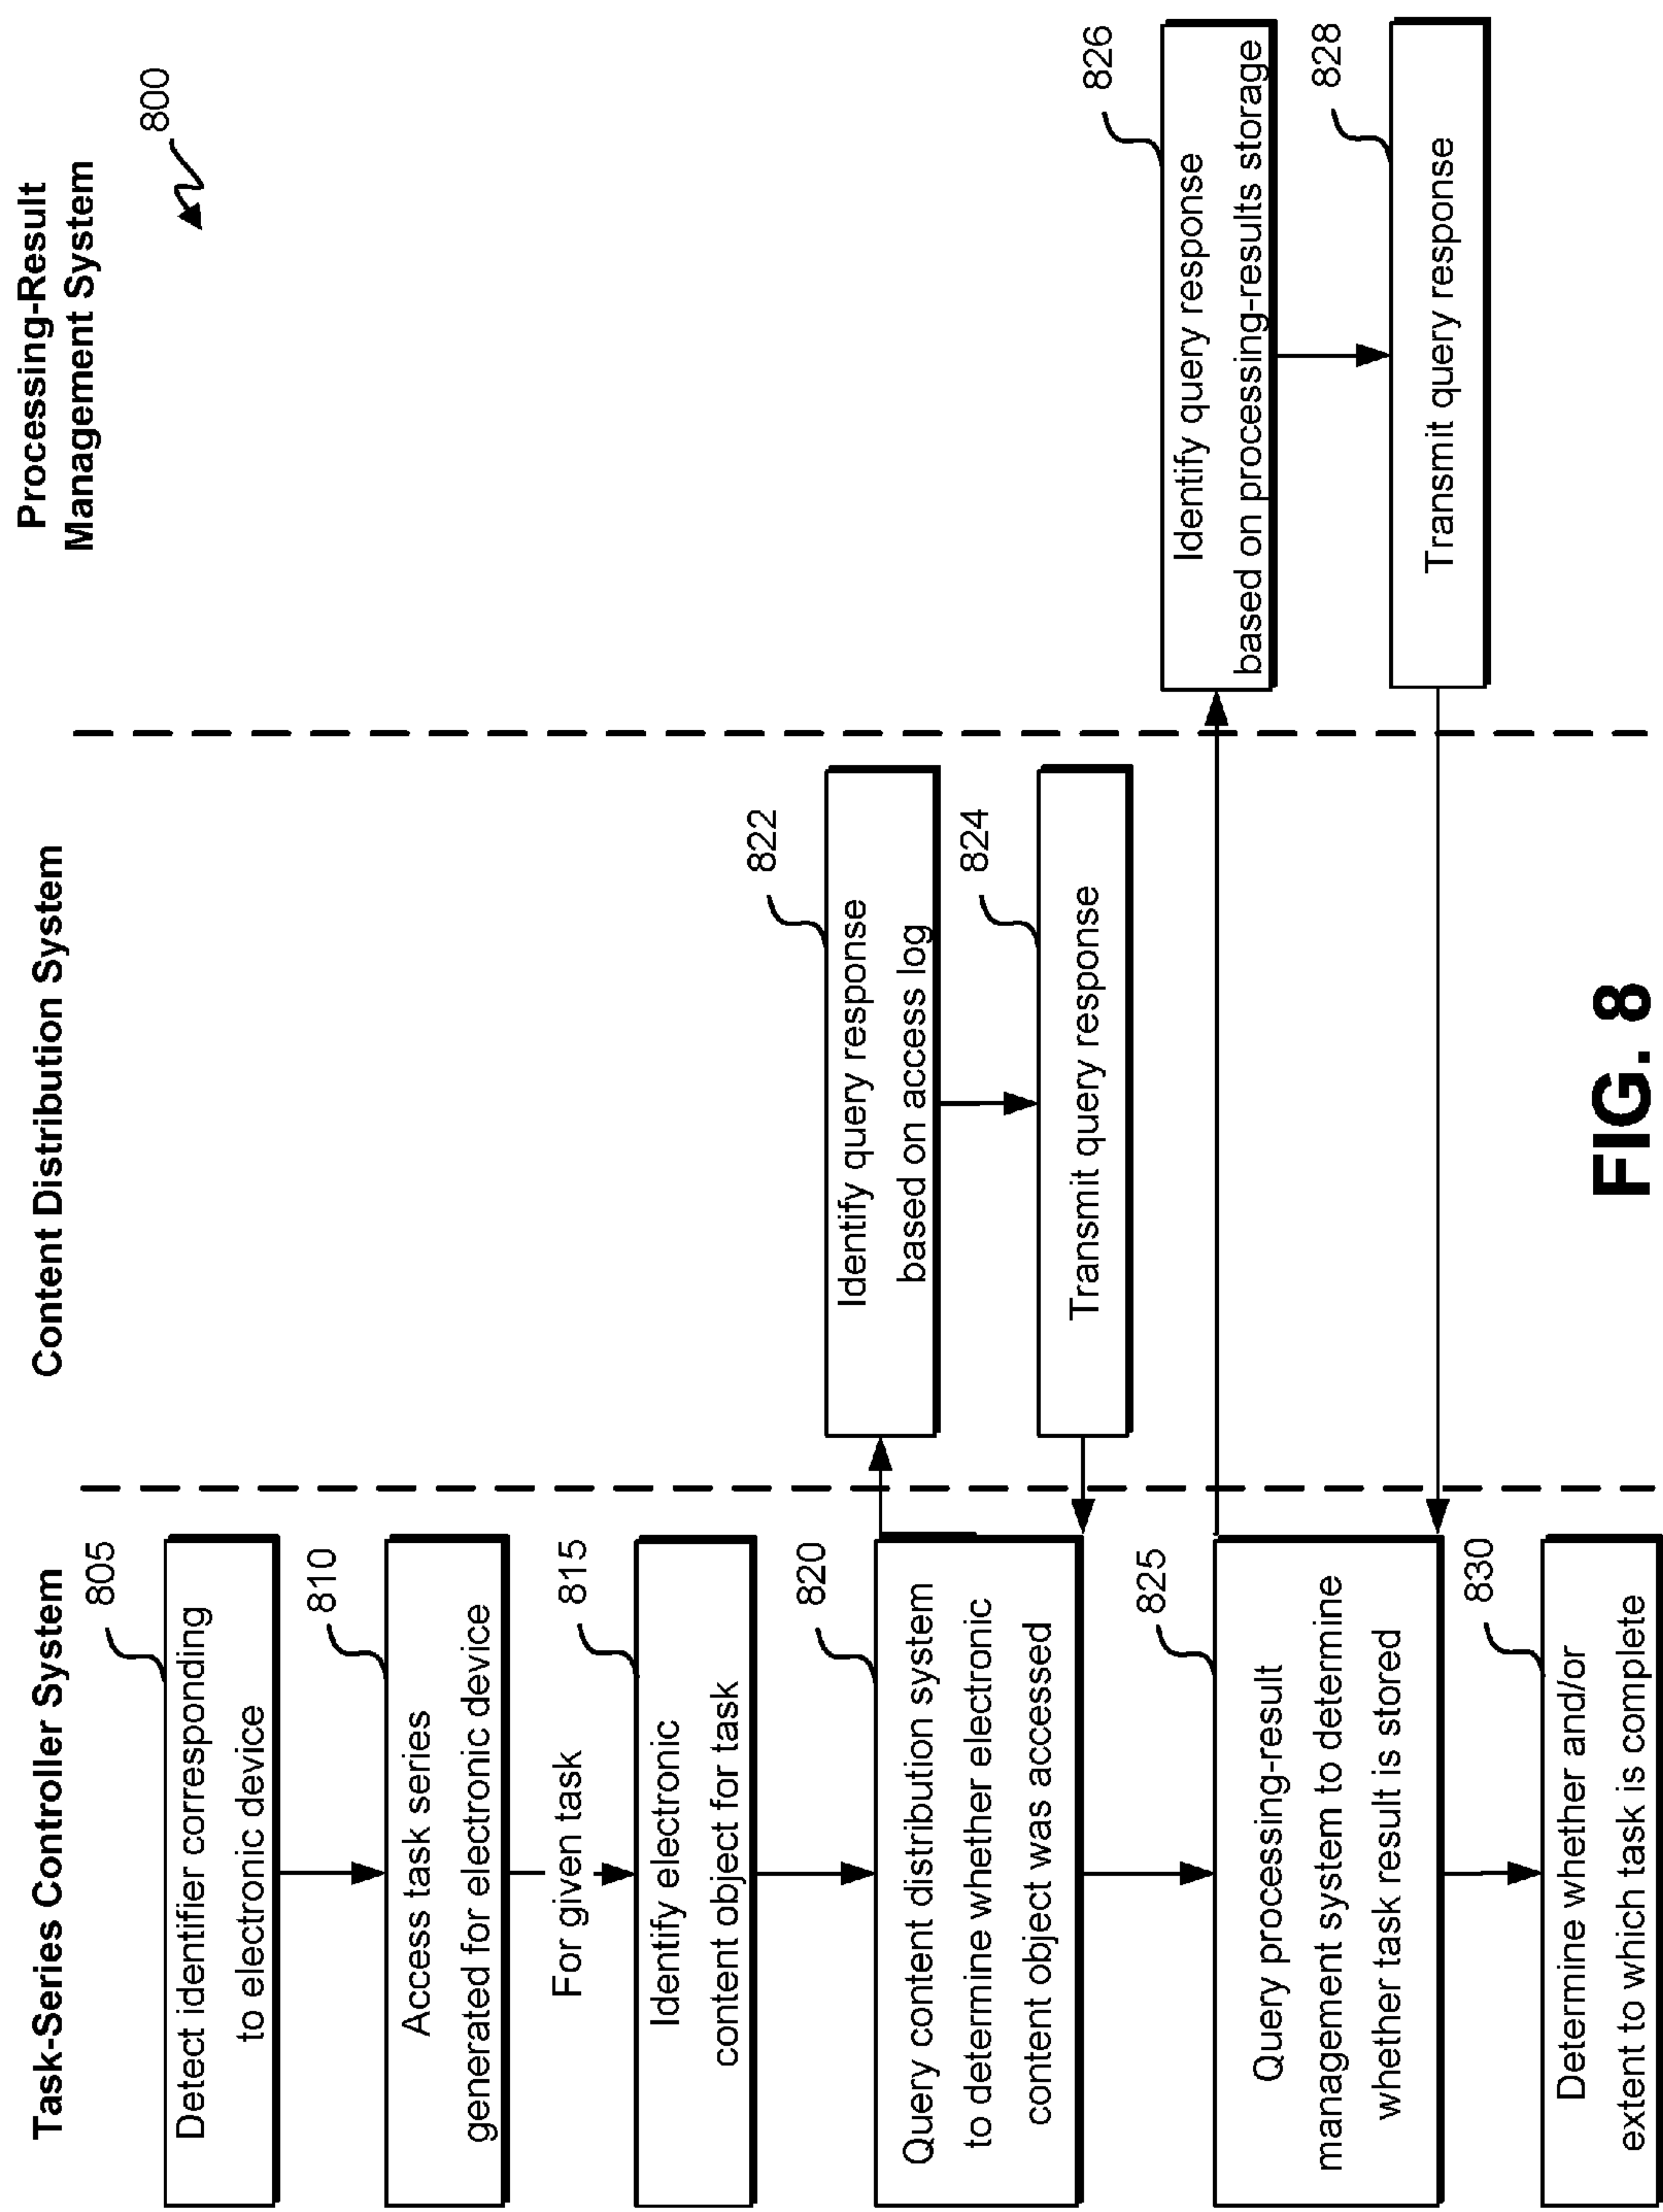 Task-Series Controller System
Content Distribution System
Processing-Result
Management System
800
805
Detect identifier corresponding
to electronic device
810
Access task series
generated for electronic device
For given task
815
Identify electronic
content object for task
820
Query content distribution system
to determine whether electronic
content object was accessed
822
Identify query response
based on access log
824
Transmit query response
825
Query processing-result
management system to determine
whether task result is stored
826
Identify query response
based on processing-results storage
828
Transmit query response
830
Determine whether and/or
extent to which task is complete
FIG. 8